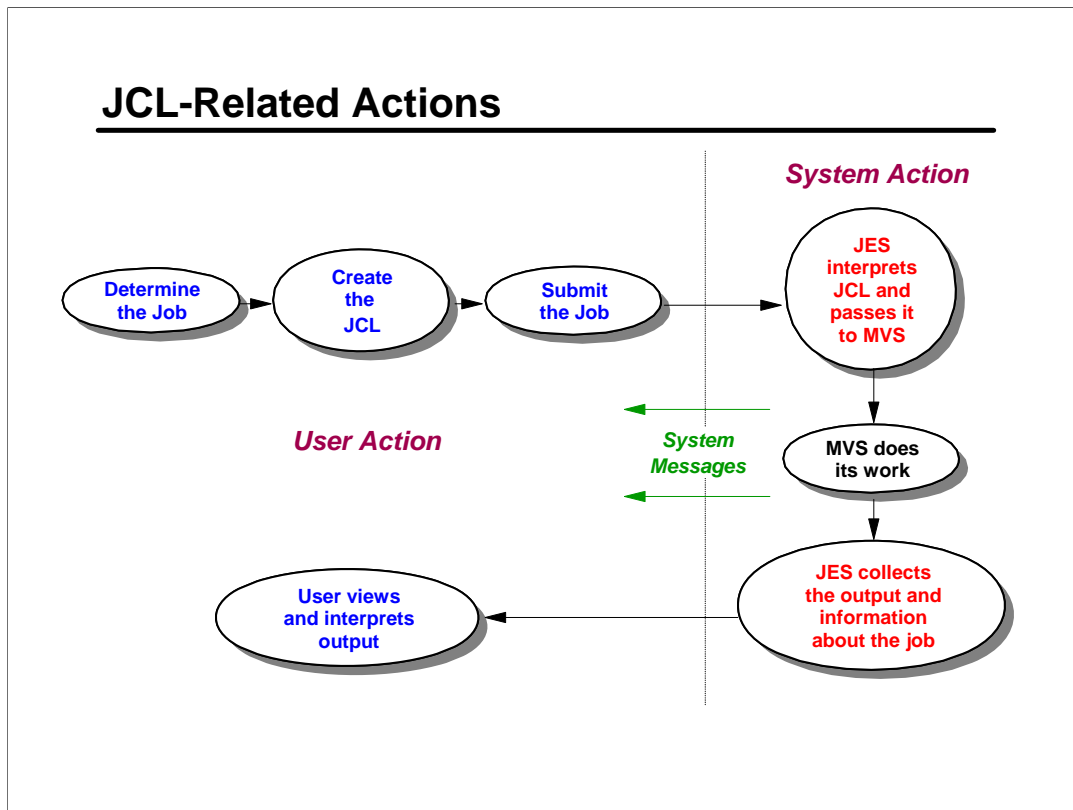 JCL-Related Actions
System Action
Determine
the Job
Create
the
JCL
Submit
the Job
JES
interprets
JCL and
passes it
to MVS
User Action
System
Messages
MVS does
its work
User views
and interprets
output
JES collects
the output and
information
about the job